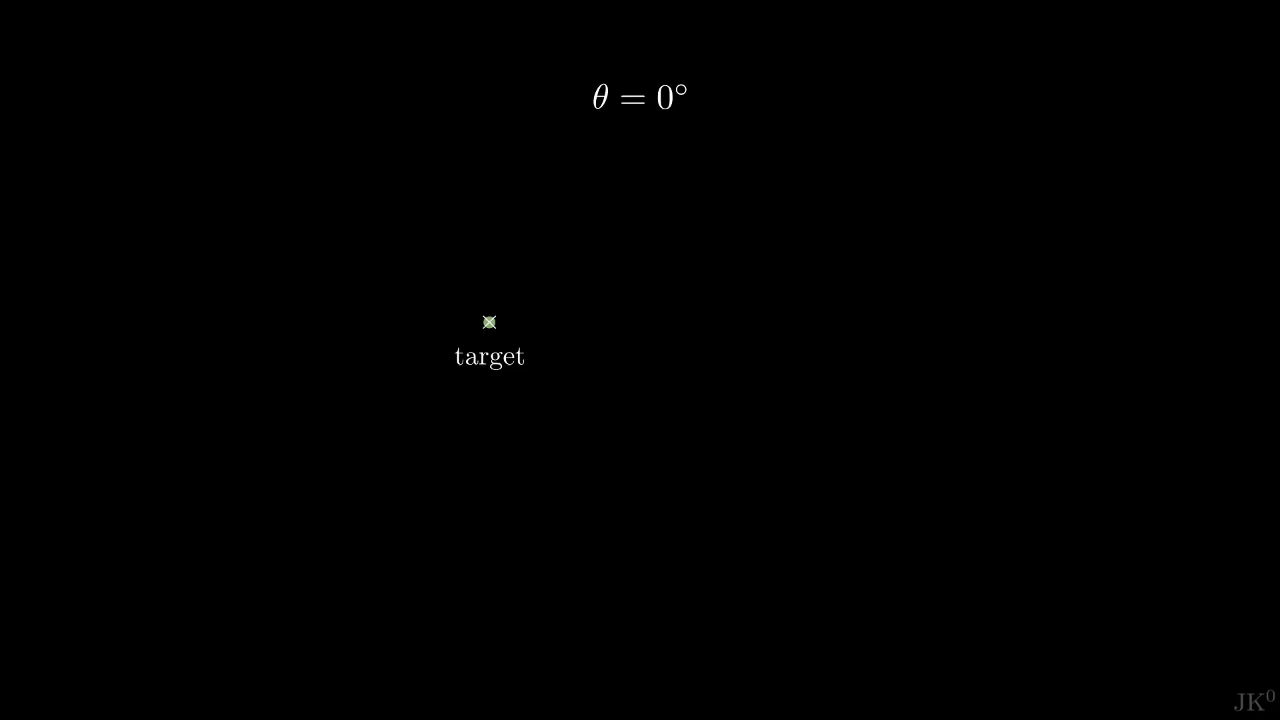 θ = 0°
target
JK⁰